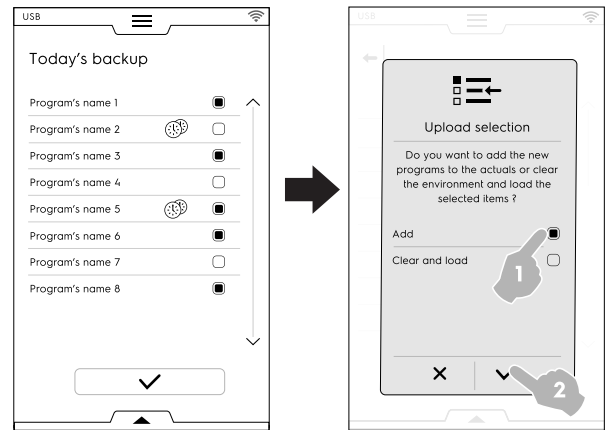 USB
Today's backup
Program's name 1
Program's name 2
Program's name 3
Program's name 4
Program's name 5
Program's name 6
Program's name 7
Program's name 8
USB
Upload selection
Do you want to add the new
programs to the actuals or clear
the environment and load the
selected items ?
Add
Clear and load
1
2